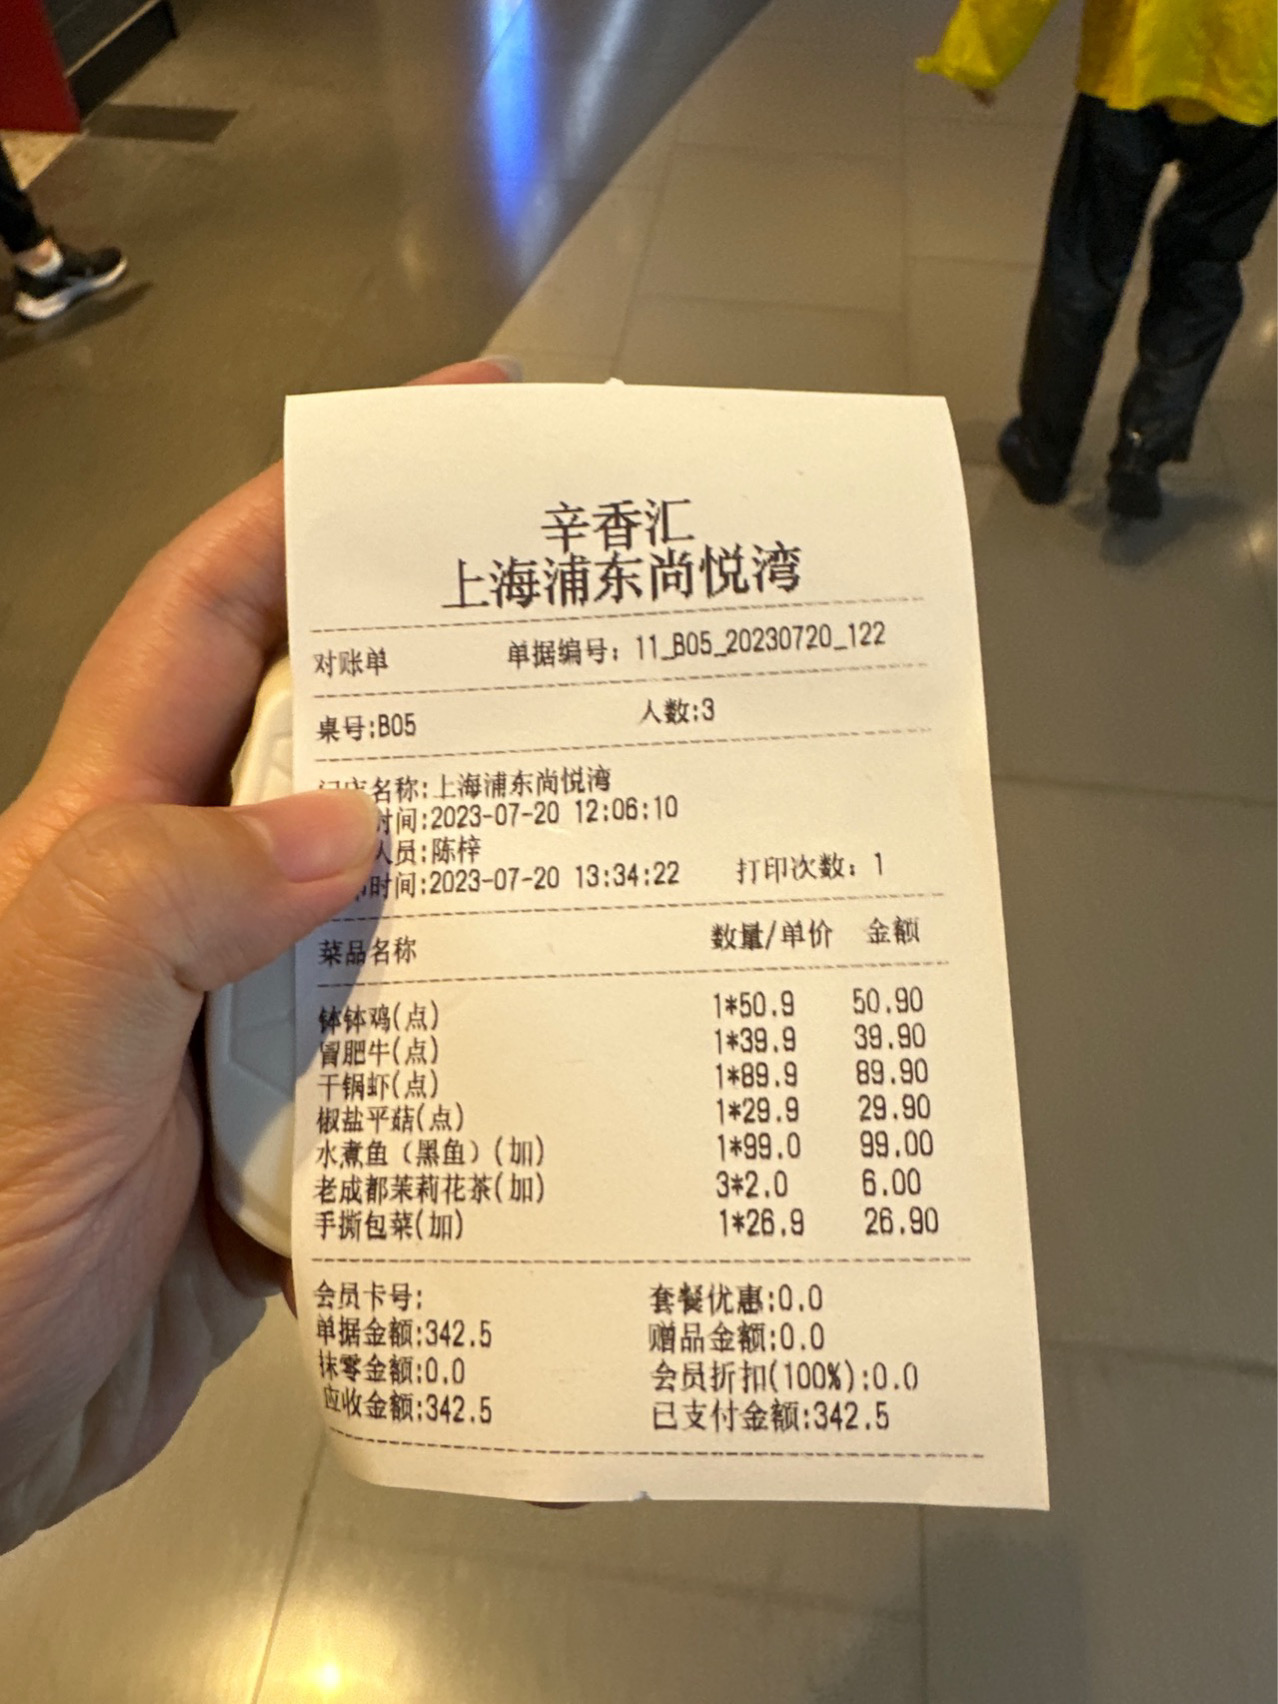 辛香汇
上海浦东尚悦湾
对账单 单据编号：11_B05_20230720_122
桌号:B05 人数:3
门店名称:上海浦东尚悦湾
时间:2023-07-20 12:06:10
人员:陈梓
时间:2023-07-20 13:34:22 打印次数：1
菜品名称 数量/单价 金额
钵钵鸡(点) 1*50.9 50.90
冒肥牛(点) 1*39.9 39.90
干锅虾(点) 1*89.9 89.90
椒盐平菇(点) 1*29.9 29.90
水煮鱼（黑鱼）(加) 1*99.0 99.00
老成都茉莉花茶(加) 3*2.0 6.00
手撕包菜(加) 1*26.9 26.90
会员卡号: 套餐优惠:0.0
单据金额:342.5 赠品金额:0.0
抹零金额:0.0 会员折扣(100%):0.0
应收金额:342.5 已支付金额:342.5